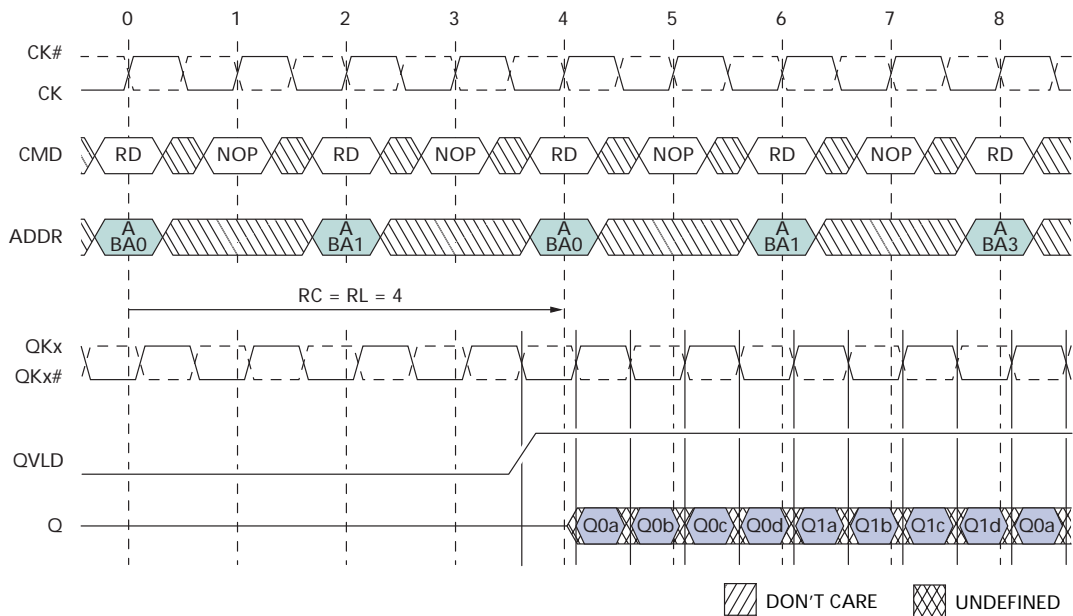 0 1 2 3 4 5 6 7 8
CK#
CK
CMD RD NOP RD NOP RD NOP RD NOP RD
ADDR A BA0 A BA1 A BA0 A BA1 A BA3
RC = RL = 4
QKx
QKx#
QVLD
Q Q0a Q0b Q0c Q0d Q1a Q1b Q1c Q1d Q0a
DON'T CARE UNDEFINED